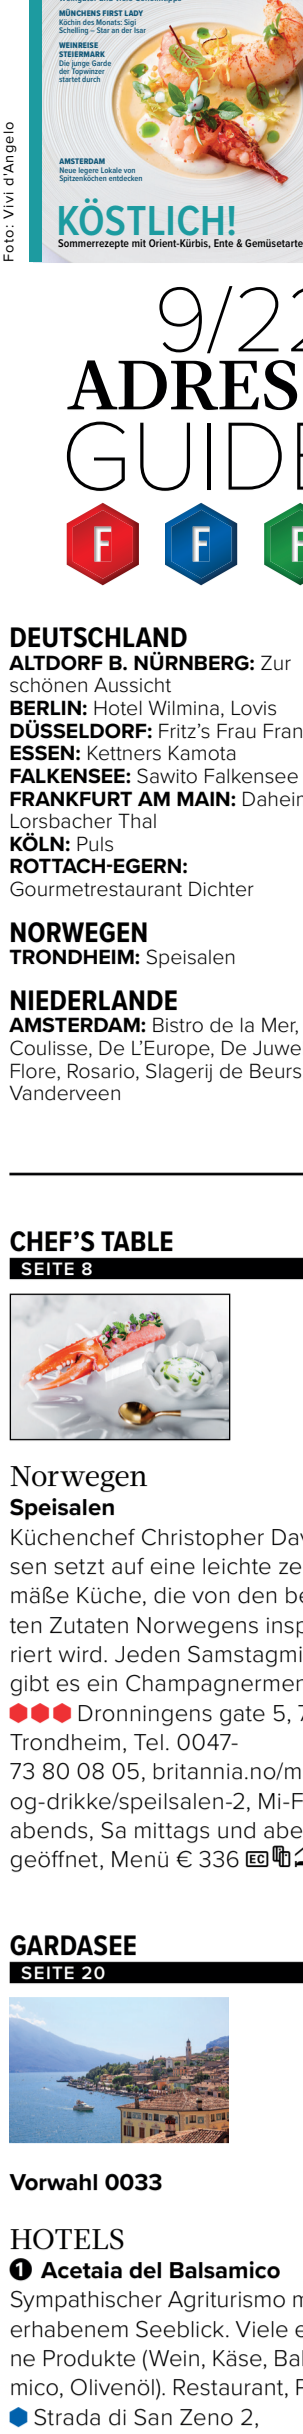 MÜNCHENS FIRST LADY
Köchin des Monats: Sigi
Schelling – Star an der Isar
WEINREISE
STEIERMARK
Die junge Garde
der Topwinzer
startet durch
AMSTERDAM
Neue legere Lokale von
Spitzenköchen entdecken
KÖSTLICH!
Sommerrezepte mit Orient-Kürbis, Ente & Gemüsetarte
Foto: Vivi d'Angelo
9/22
ADRES
GUIDE
F F F
DEUTSCHLAND
ALTDORF B. NÜRNBERG: Zur
schönen Aussicht
BERLIN: Hotel Wilmina, Lovis
DÜSSELDORF: Fritz's Frau Fran
ESSEN: Kettners Kamota
FALKENSEE: Sawito Falkensee
FRANKFURT AM MAIN: Daheim
Lorsbacher Thal
KÖLN: Puls
ROTTACH-EGERN:
Gourmetrestaurant Dichter
NORWEGEN
TRONDHEIM: Speisalen
NIEDERLANDE
AMSTERDAM: Bistro de la Mer,
Coulisse, De L'Europe, De Juwe
Flore, Rosario, Slagerij de Beurs
Vanderveen
CHEF'S TABLE
SEITE 8
Norwegen
Speisalen
Küchenchef Christopher Dav
sen setzt auf eine leichte ze
mäße Küche, die von den be
ten Zutaten Norwegens insp
riert wird. Jeden Samstagmi
gibt es ein Champagnermen
Dronningens gate 5, 7
Trondheim, Tel. 0047-
73 80 08 05, britannia.no/m
og-drikke/speilsalen-2, Mi-F
abends, Sa mittags und abe
geöffnet, Menü € 336 EC
GARDASEE
SEITE 20
Vorwahl 0033
HOTELS
1 Acetaia del Balsamico
Sympathischer Agriturismo m
erhabenem Seeblick. Viele e
ne Produkte (Wein, Käse, Bal
mico, Olivenöl). Restaurant, P
Strada di San Zeno 2,